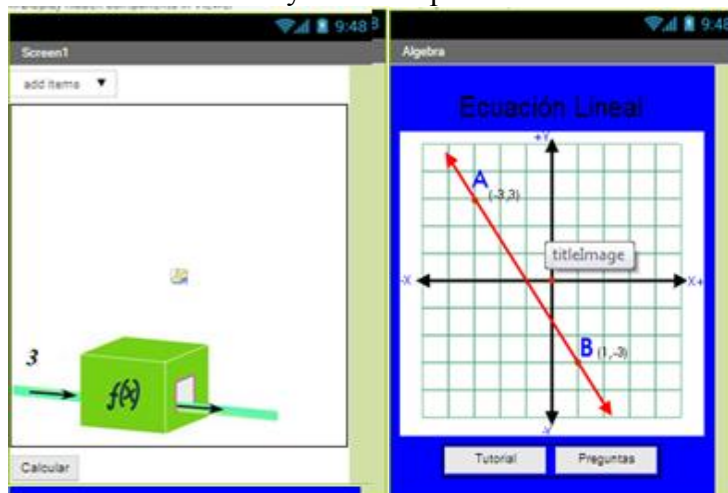 9:48
Screen1
add items ▼
3
f(x)
Calcular
9:48
Algebra
Ecuación Lineal
+Y
A (-3,3)
titleImage
-X
X+
B (1,-3)
-Y
Tutorial
Preguntas